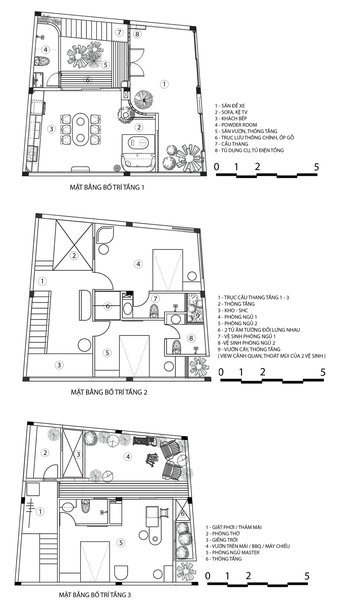 8
7
1
4
5
6
3
2
1 - SÂN ĐỂ XE
2 - SOFA, KỆ TV
3 - KHÁCH BẾP
4 - POWDER ROOM
5 - SÂN VƯỜN, THÔNG TẦNG
6 - TRỤC LƯU THÔNG CHÍNH, ỐP GỖ
7 - CẦU THANG
8 - TỦ DỤNG CỤ, TỦ ĐIỆN TỔNG
0 1 2 5
MẶT BẰNG BỐ TRÍ TẦNG 1
2
4
1
6
7
9
5
8
3
1 - TRỤC CẦU THANG TẦNG 1 - 3
2 - THÔNG TẦNG
3 - KHO - SHC
4 - PHÒNG NGỦ 1
5 - PHÒNG NGỦ 2
6 - 2 TỦ ÂM TƯỜNG ĐỐI LƯNG NHAU
7 - VỆ SINH PHÒNG NGỦ 1
8 -VỆ SINH PHÒNG NGỦ 2
9 - VƯỜN CÂY, THÔNG TẦNG
( VIEW CẢNH QUAN, THOÁT MÙI CỦA 2 VỆ SINH )
0 1 2 5
MẶT BẰNG BỐ TRÍ TẦNG 2
2
3
4
1
5
6
1 - GIẶT PHƠI / THĂM MÁI
2 - PHÒNG THỜ
3 - GIẾNG TRỜI
4 - VƯỜN TRÊN MÁI / BBQ / MÁY CHIẾU
5 - PHÒNG NGỦ MASTER
6 - THÔNG TẦNG
0 1 2 5
MẶT BẰNG BỐ TRÍ TẦNG 3